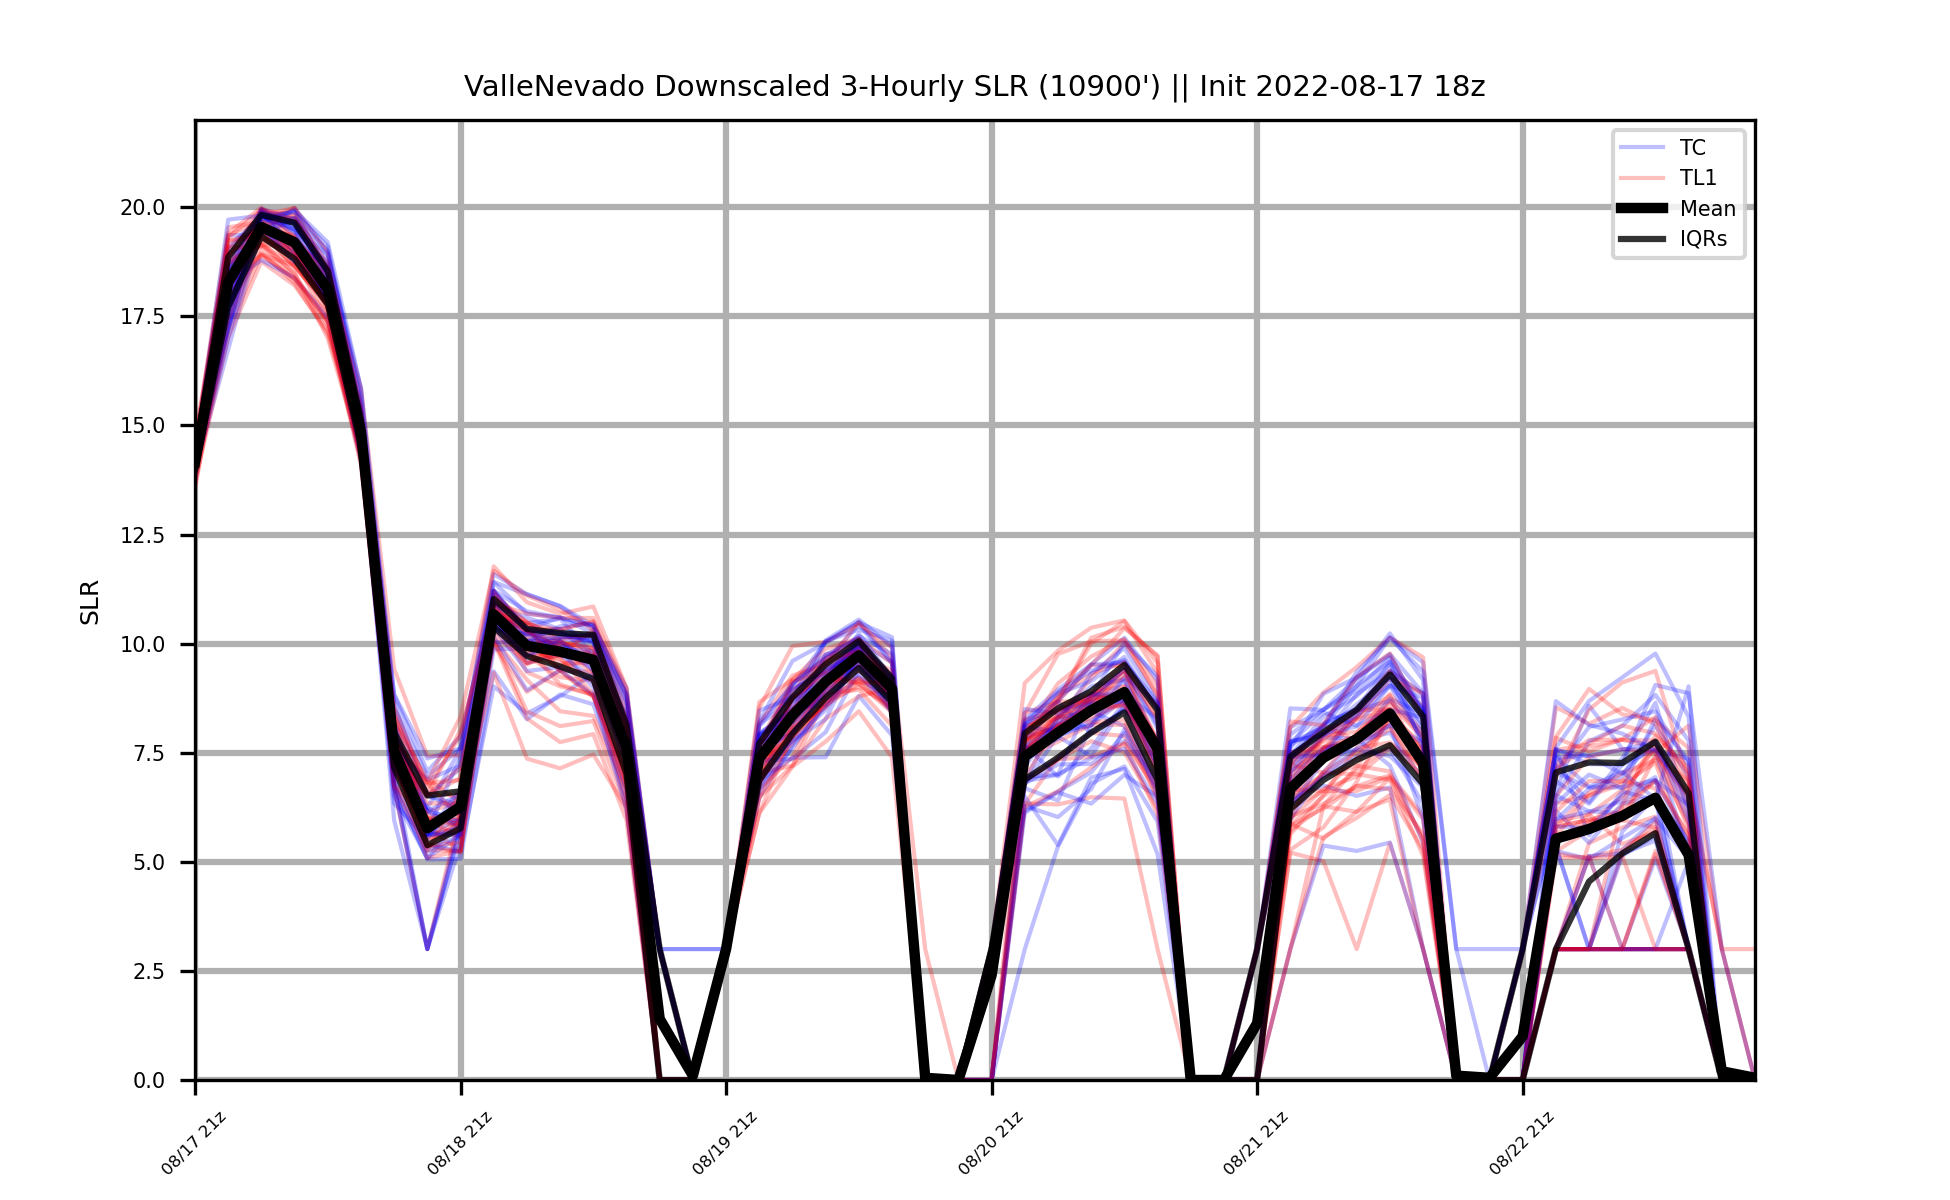 ValleNevado Downscaled 3-Hourly SLR (10900') || Init 2022-08-17 18z
TC
TL1
Mean
IQRs
20.0
17.5
15.0
12.5
10.0
7.5
5.0
2.5
0.0
SLR
08/17 21z
08/18 21z
08/19 21z
08/20 21z
08/21 21z
08/22 21z